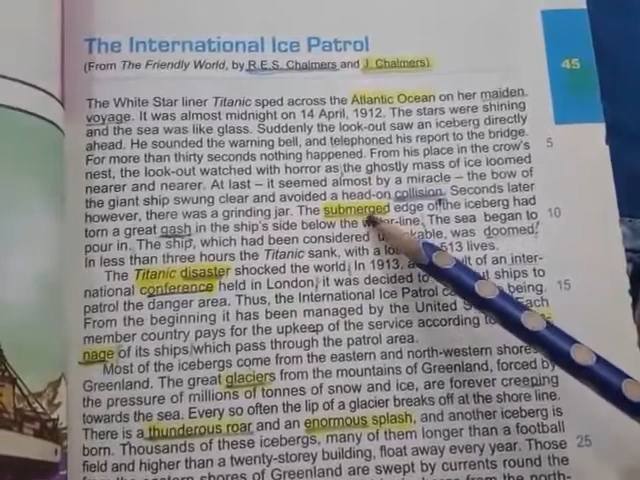 The International Ice Patrol
(From The Friendly World, by R.E.S. Chalmers and J. Chalmers)
45
The White Star liner Titanic sped across the Atlantic Ocean on her maiden
voyage. It was almost midnight on 14 April, 1912. The stars were shining
and the sea was like glass. Suddenly the look-out saw an iceberg directly
ahead. He sounded the warning bell, and telephoned his report to the bridge.
For more than thirty seconds nothing happened. From his place in the crow's 5
nest, the look-out watched with horror as the ghostly mass of ice loomed
nearer and nearer. At last – it seemed almost by a miracle – the bow of
the giant ship swung clear and avoided a head-on collision. Seconds later
however, there was a grinding jar. The submerged edge of the iceberg had
torn a great gash in the ship's side below the water-line. The sea began to 10
pour in. The ship, which had been considered unsinkable, was doomed!
In less than three hours the Titanic sank, with a 513 lives.
The Titanic disaster shocked the world. In 1913, as of an inter-
national conference held in London, it was decided to ships to
patrol the danger area. Thus, the International Ice Patrol being. 15
From the beginning it has been managed by the United Each
member country pays for the upkeep of the service according to
nage of its ships which pass through the patrol area.
Most of the icebergs come from the eastern and north-western shores
Greenland. The great glaciers from the mountains of Greenland, forced by
the pressure of millions of tonnes of snow and ice, are forever creeping
towards the sea. Every so often the lip of a glacier breaks off at the shore line.
There is a thunderous roar and an enormous splash, and another iceberg is
born. Thousands of these icebergs, many of them longer than a football
field and higher than a twenty-storey building, float away every year. Those 25
eastern shores of Greenland are swept by currents round the